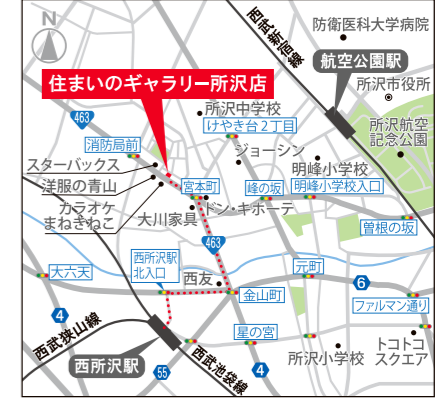 N
防衛医科大学病院
西武新宿線
航空公園駅
住まいのギャラリー所沢店
所沢市役所
463
所沢中学校
けやき台2丁目
所沢航空
記念公園
消防局前
スターバックス
ジョーシン
明峰小学校
洋服の青山
宮本町
峰の坂
明峰小学校入口
カラオケ
まねきねこ
大川家具
ドン・キホーテ
曽根の坂
463
西所沢駅
北入口
大六天
西友
元町
金山町
6
ファルマン通り
4
西武狭山線
星の宮
トコトコ
スクエア
西所沢駅
所沢小学校
55
西武池袋線
4